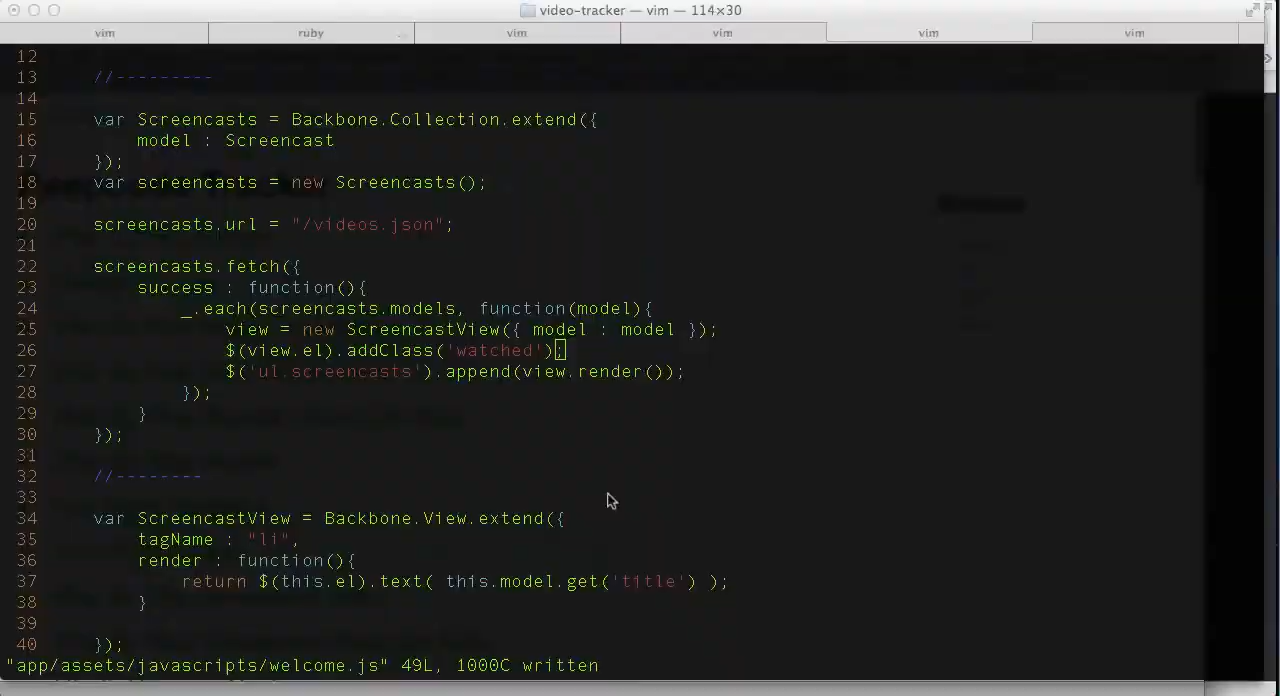 video-tracker — vim — 114×30
vim ruby vim vim vim vim
12
13 //---------
14
15 var Screencasts = Backbone.Collection.extend({
16 model : Screencast
17 });
18 var screencasts = new Screencasts();
19
20 screencasts.url = "/videos.json";
21
22 screencasts.fetch({
23 success : function(){
24 _.each(screencasts.models, function(model){
25 view = new ScreencastView({ model : model });
26 $(view.el).addClass('watched');
27 $('ul.screencasts').append(view.render());
28 });
29 }
30 });
31
32 //--------
33
34 var ScreencastView = Backbone.View.extend({
35 tagName : "li",
36 render : function(){
37 return $(this.el).text( this.model.get('title') );
38 }
39
40 });
"app/assets/javascripts/welcome.js" 49L, 1000C written